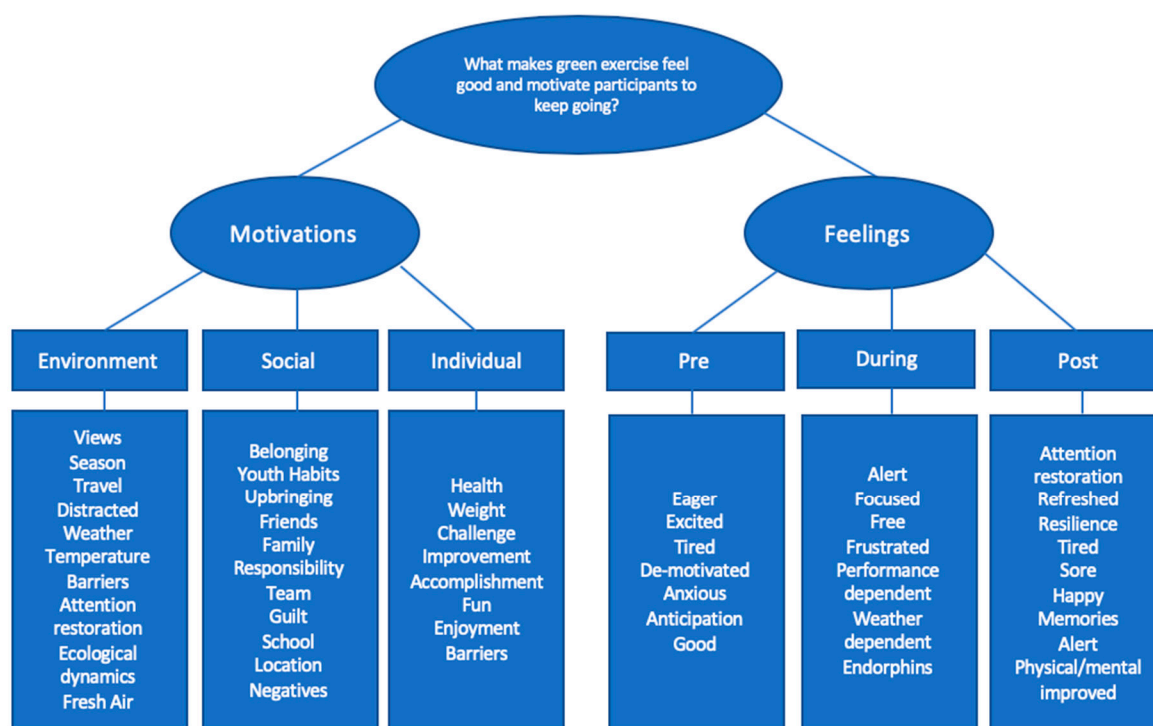 What makes green exercise feel
good and motivate participants to
keep going?
Motivations
Feelings
Environment
Social
Individual
Pre
During
Post
Views
Season
Travel
Distracted
Weather
Temperature
Barriers
Attention
restoration
Ecological
dynamics
Fresh Air
Belonging
Youth Habits
Upbringing
Friends
Family
Responsibility
Team
Guilt
School
Location
Negatives
Health
Weight
Challenge
Improvement
Accomplishment
Fun
Enjoyment
Barriers
Eager
Excited
Tired
De-motivated
Anxious
Anticipation
Good
Alert
Focused
Free
Frustrated
Performance
dependent
Weather
dependent
Endorphins
Attention
restoration
Refreshed
Resilience
Tired
Sore
Happy
Memories
Alert
Physical/mental
improved